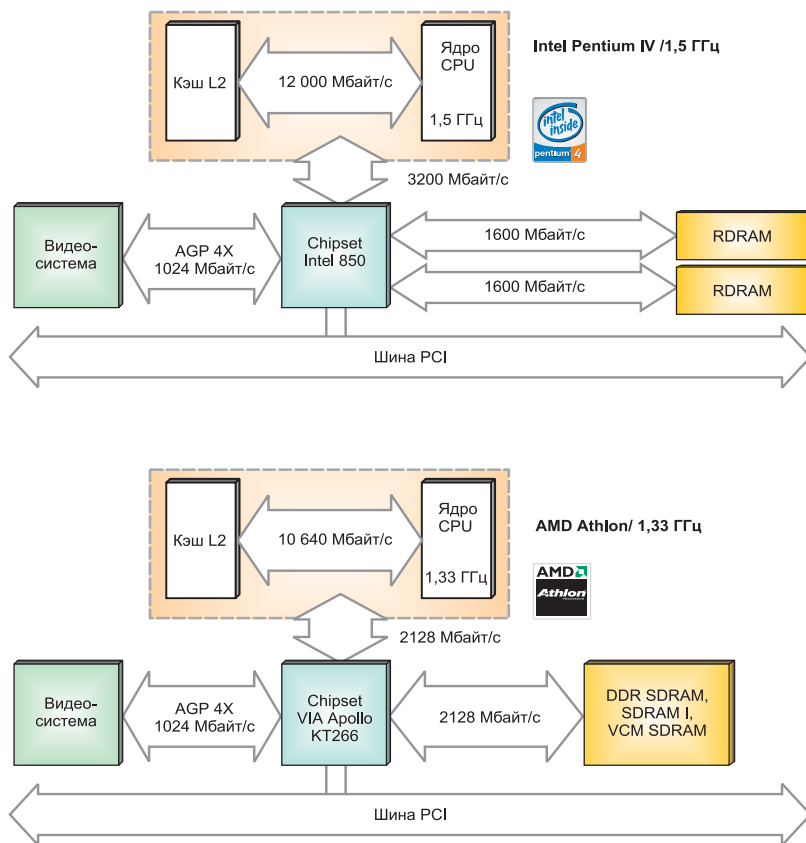 Intel Pentium IV /1,5 ГГц
Кэш L2
12 000 Мбайт/с
Ядро
CPU
1,5 ГГц
intel
inside
pentium 4
3200 Мбайт/с
Видео-
система
AGP 4X
1024 Мбайт/с
Chipset
Intel 850
1600 Мбайт/с
RDRAM
1600 Мбайт/с
RDRAM
Шина PCI
AMD Athlon/ 1,33 ГГц
Кэш L2
10 640 Мбайт/с
Ядро
CPU
1,33 ГГц
AMD
Athlon
2128 Мбайт/с
Видео-
система
AGP 4X
1024 Мбайт/с
Chipset
VIA Apollo
KT266
2128 Мбайт/с
DDR SDRAM,
SDRAM I,
VCM SDRAM
Шина PCI